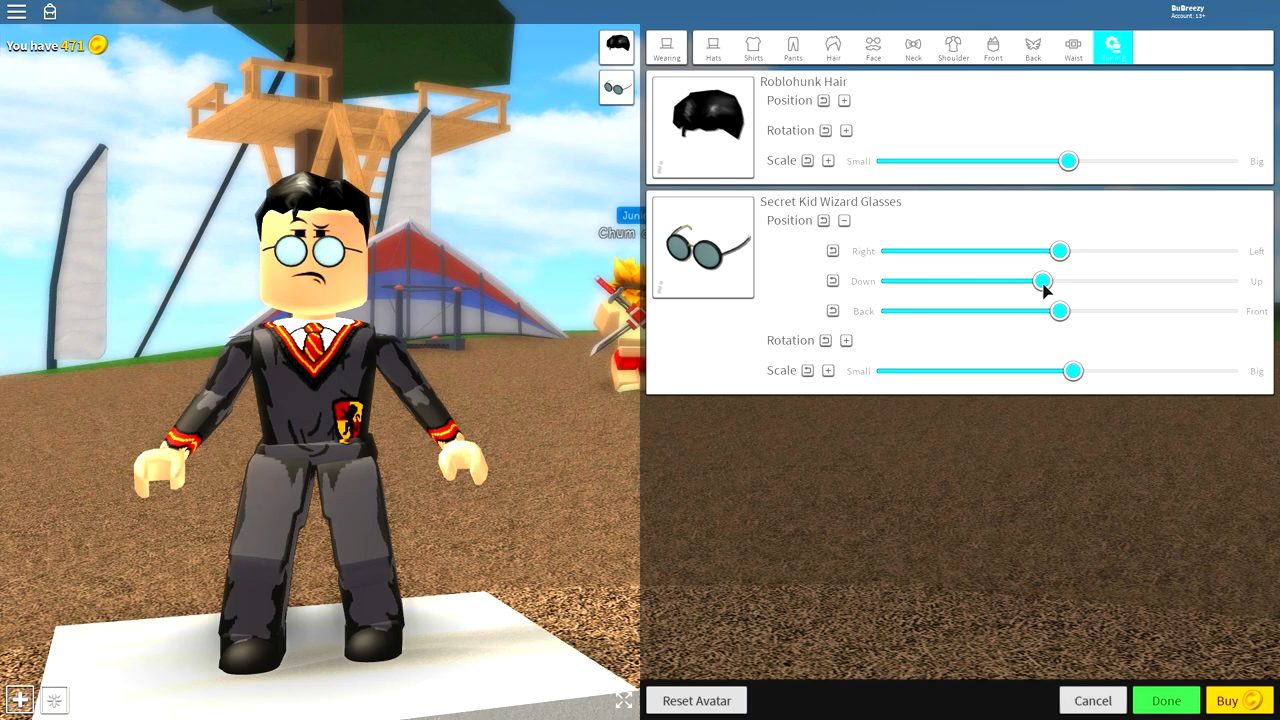 BuBreezy
Account: 13+
You have 471
Wearing
Hats
Shirts
Pants
Hair
Face
Neck
Shoulder
Front
Back
Waist
Roblohunk Hair
Position
Rotation
Scale
Small
Big
Secret Kid Wizard Glasses
Position
Right
Left
Down
Up
Back
Front
Rotation
Scale
Small
Big
Chum
Reset Avatar
Cancel
Done
Buy